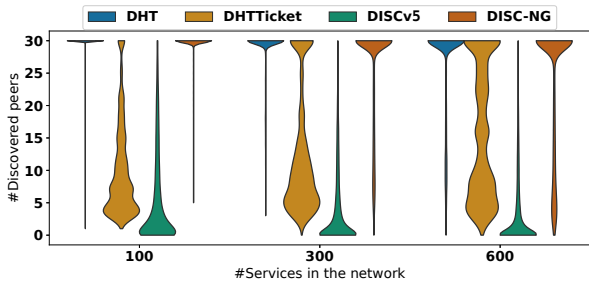 DHT DHTTicket DISCv5 DISC-NG
30
25
20
15
10
5
0
#Discovered peers
100 300 600
#Services in the network